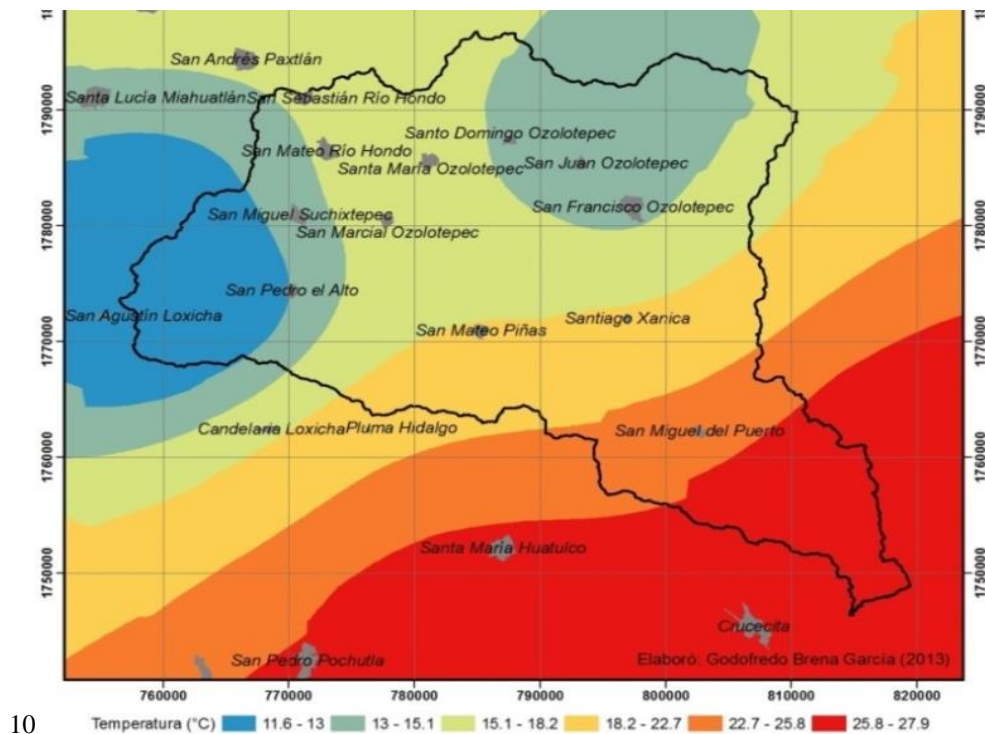 San Andrés Paxtlán
Santa Lucía Miahuatlán
San Sebastián Río Hondo
1790000
1790000
Santo Domingo Ozolotepec
San Mateo Río Hondo
Santa María Ozolotepec
San Juan Ozolotepec
San Francisco Ozolotepec
San Miguel Suchixtepec
1780000
1780000
San Marcial Ozolotepec
San Pedro el Alto
San Agustín Loxicha
Santiago Xanica
San Mateo Piñas
1770000
1770000
Candelaria Loxicha
Pluma Hidalgo
San Miguel del Puerto
1760000
1760000
Santa María Huatulco
1750000
1750000
Crucecita
San Pedro Pochutla
Elaboró: Godofredo Brena García (2013)
760000 770000 780000 790000 800000 810000 820000
10
Temperatura (°C) 11.6 - 13 13 - 15.1 15.1 - 18.2 18.2 - 22.7 22.7 - 25.8 25.8 - 27.9